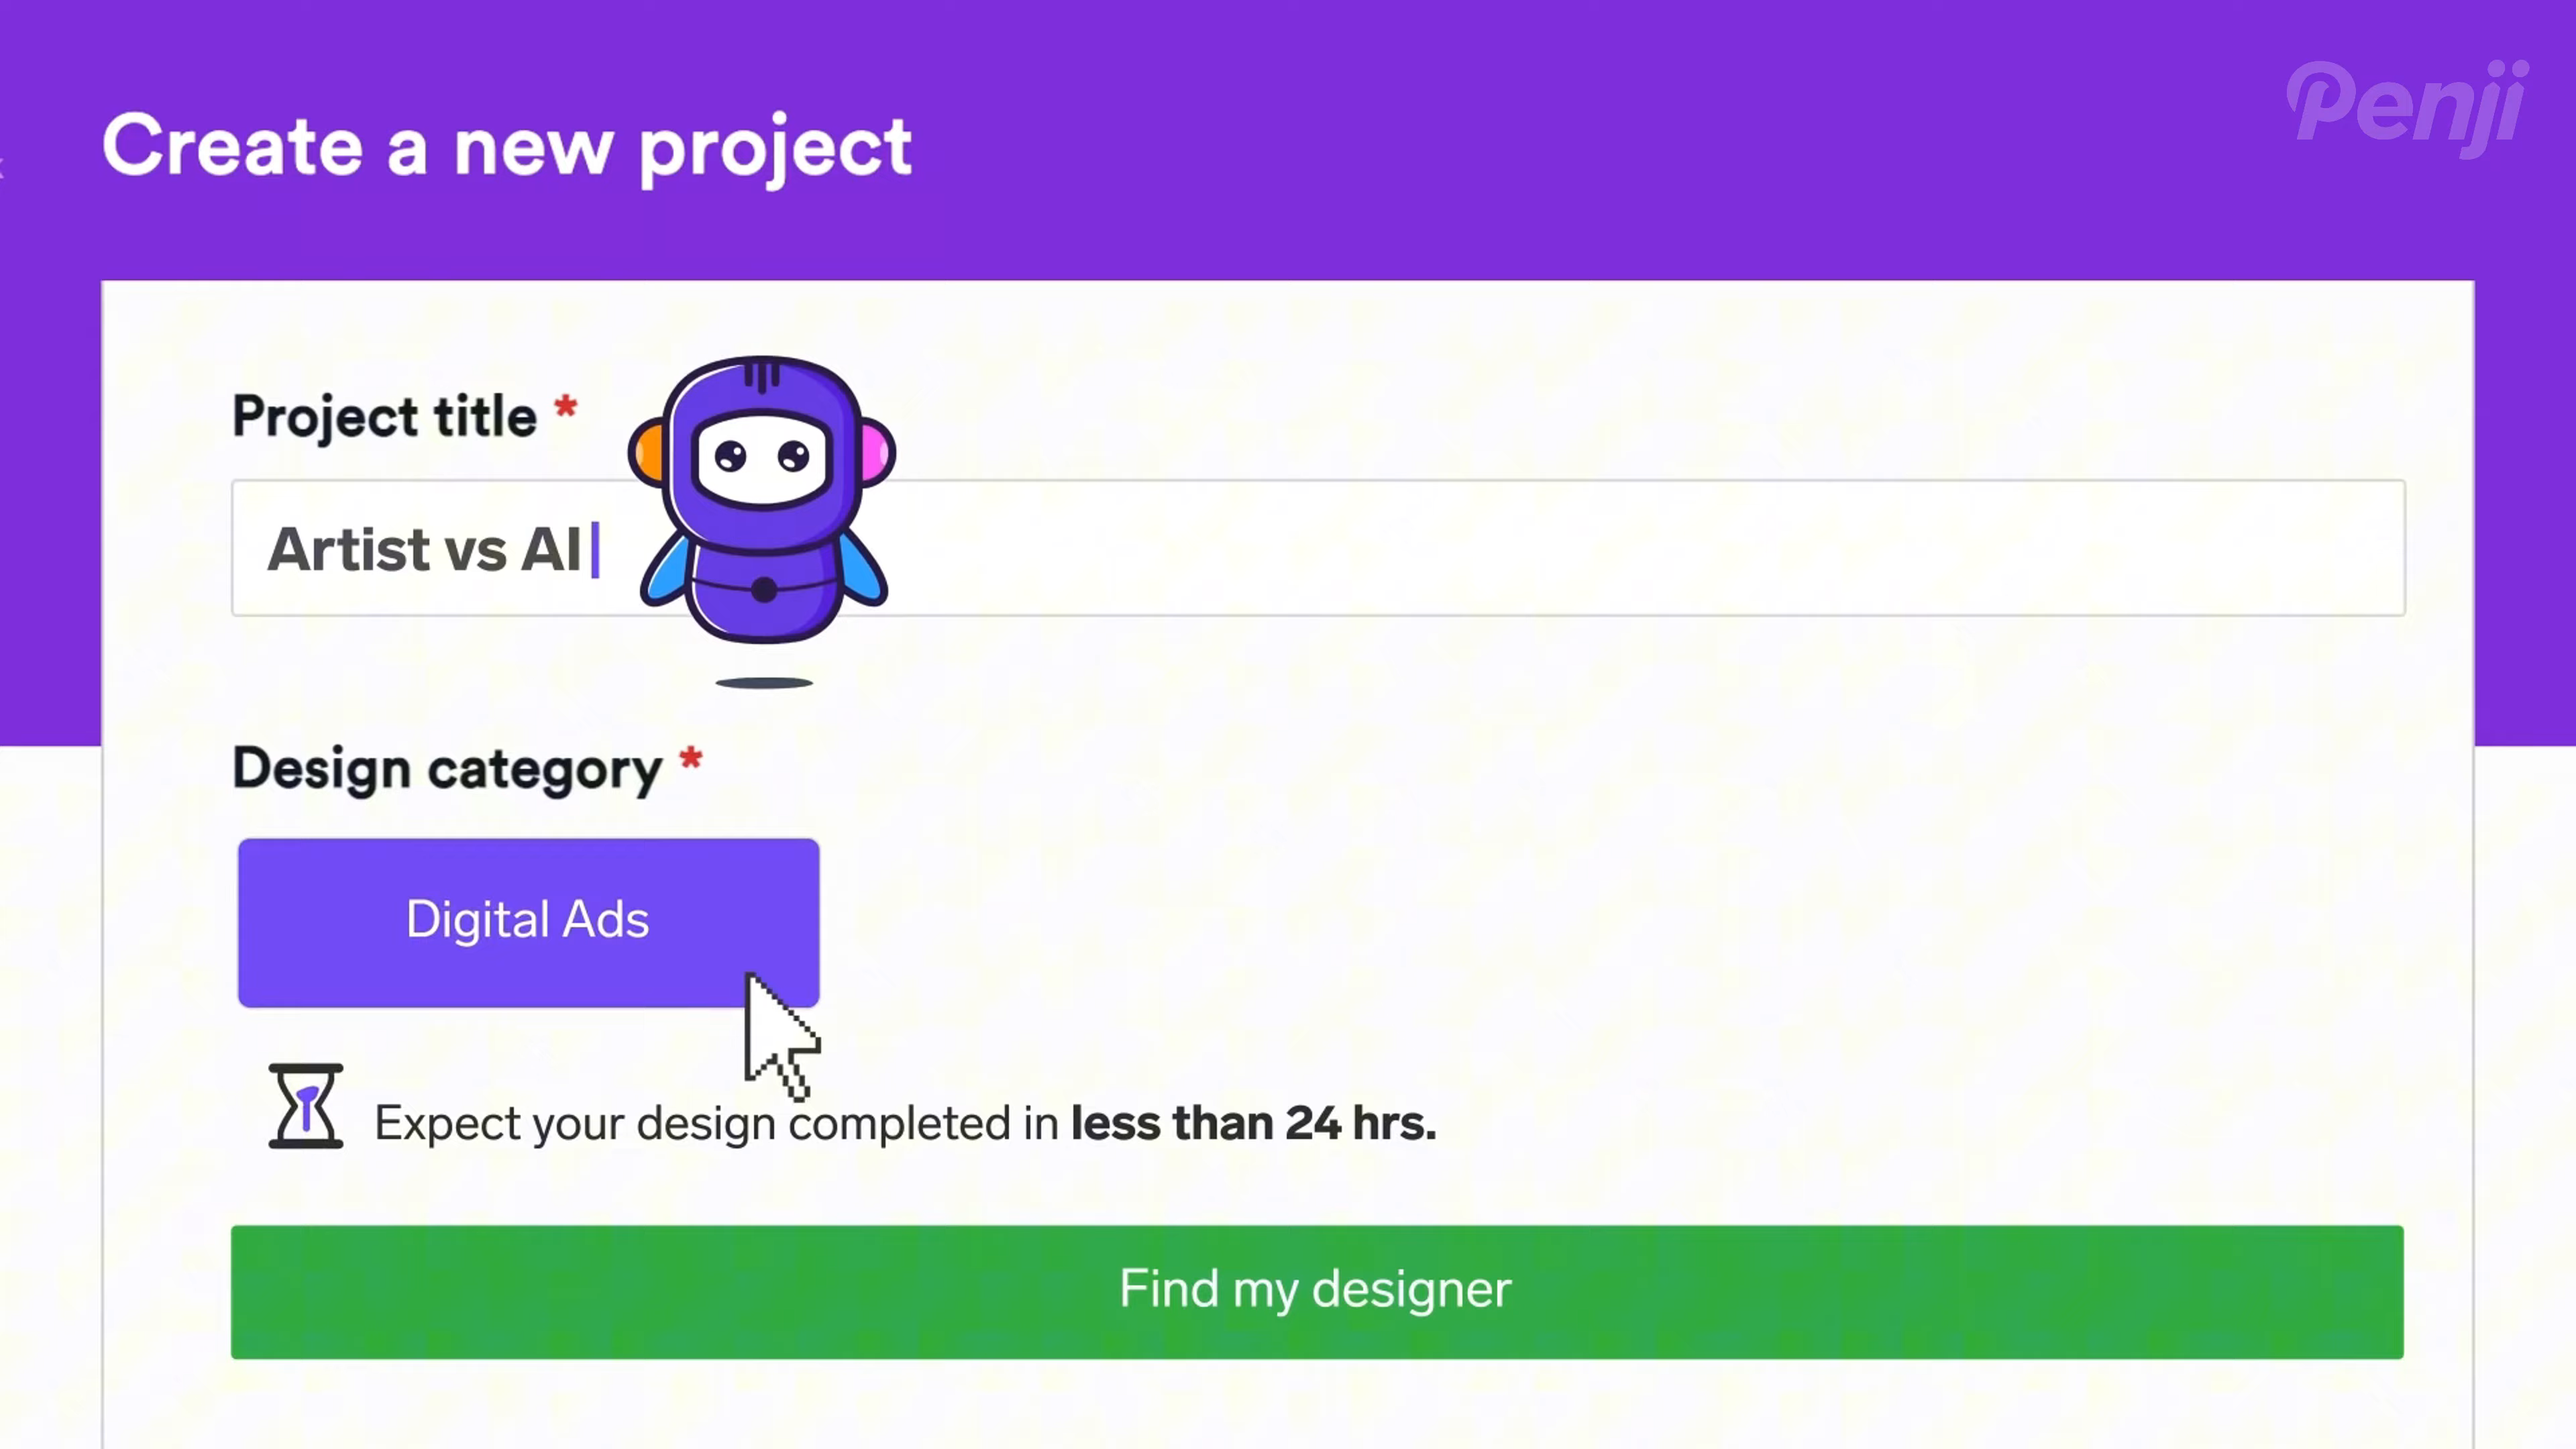 Penji
Create a new project
Project title *
Artist vs AI
Design category *
Digital Ads
Expect your design completed in less than 24 hrs.
Find my designer